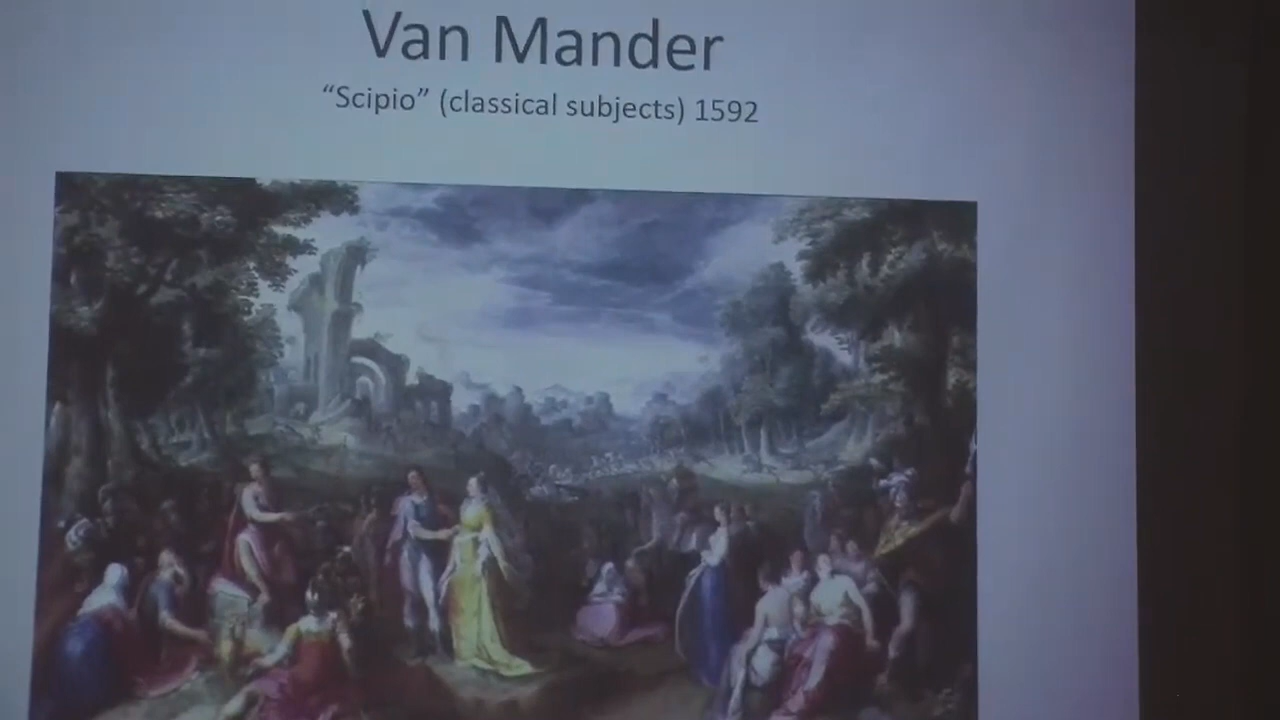 Van Mander
“Scipio” (classical subjects) 1592